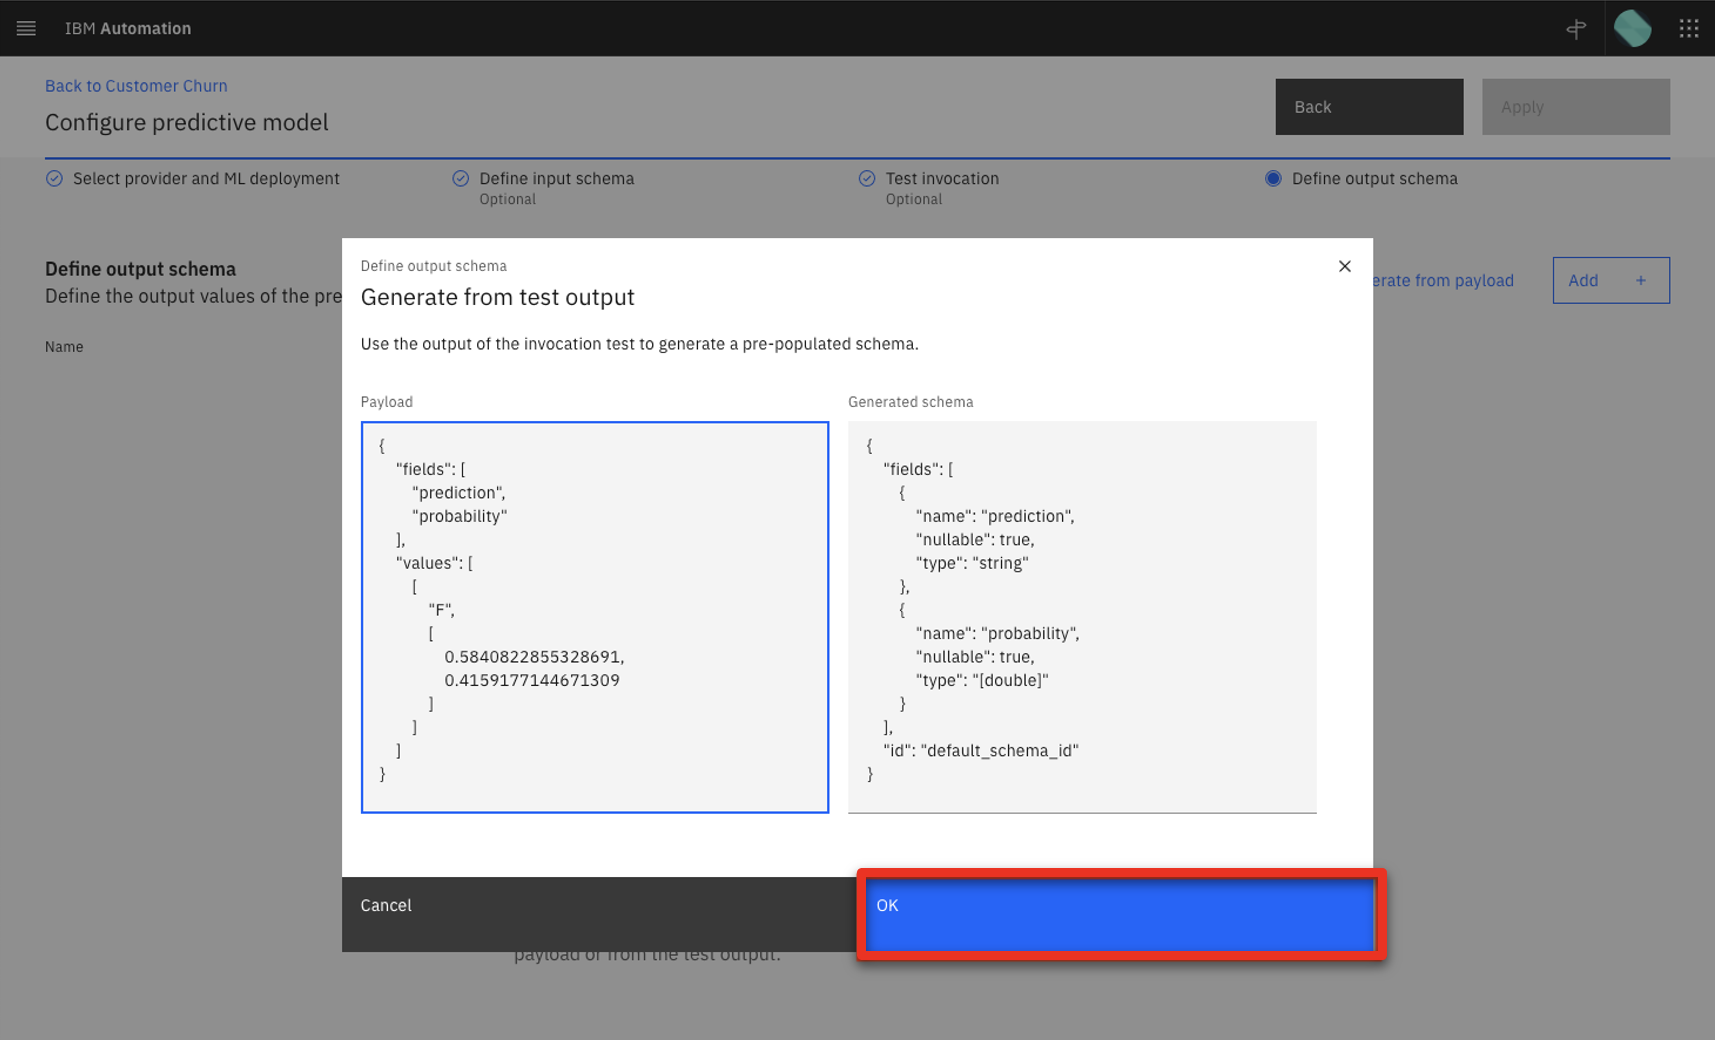 IBM Automation
Back to Customer Churn
Configure predictive model
Back
Apply
Select provider and ML deployment
Define input schema
Optional
Test invocation
Optional
Define output schema
Define output schema
Define the output values of the pre
erate from payload
Add +
Name
Define output schema
Generate from test output
Use the output of the invocation test to generate a pre-populated schema.
Payload
{
"fields": [
"prediction",
"probability"
],
"values": [
[
"F",
[
0.5840822855328691,
0.4159177144671309
]
]
]
}
Generated schema
{
"fields": [
{
"name": "prediction",
"nullable": true,
"type": "string"
},
{
"name": "probability",
"nullable": true,
"type": "[double]"
}
],
"id": "default_schema_id"
}
Cancel
OK
payload or from the test output.